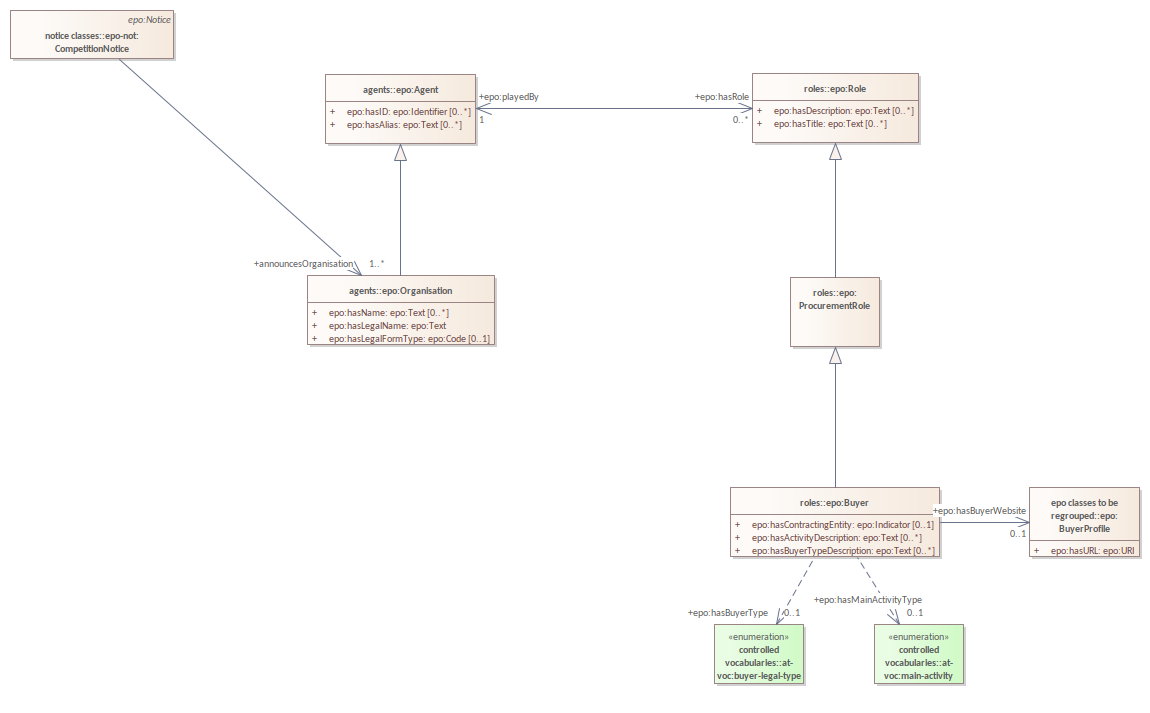 epo:Notice
notice classes::epo-not:
CompetitionNotice
agents::epo:Agent
+ epo:hasID: epo:Identifier [0..*]
+ epo:hasAlias: epo:Text [0..*]
+epo:playedBy
1
+epo:hasRole
0..*
roles::epo:Role
+ epo:hasDescription: epo:Text [0..*]
+ epo:hasTitle: epo:Text [0..*]
+announcesOrganisation
1..*
agents::epo:Organisation
+ epo:hasName: epo:Text [0..*]
+ epo:hasLegalName: epo:Text
+ epo:hasLegalFormType: epo:Code [0..1]
roles::epo:
ProcurementRole
roles::epo:Buyer
+ epo:hasContractingEntity: epo:Indicator [0..1]
+ epo:hasActivityDescription: epo:Text [0..*]
+ epo:hasBuyerTypeDescription: epo:Text [0..*]
+epo:hasBuyerWebsite
0..1
epo classes to be
regrouped::epo:
BuyerProfile
+ epo:hasURL: epo:URI
+epo:hasBuyerType
0..1
+epo:hasMainActivityType
0..1
«enumeration»
controlled
vocabularies::at-
voc:buyer-legal-type
«enumeration»
controlled
vocabularies::at-
voc:main-activity